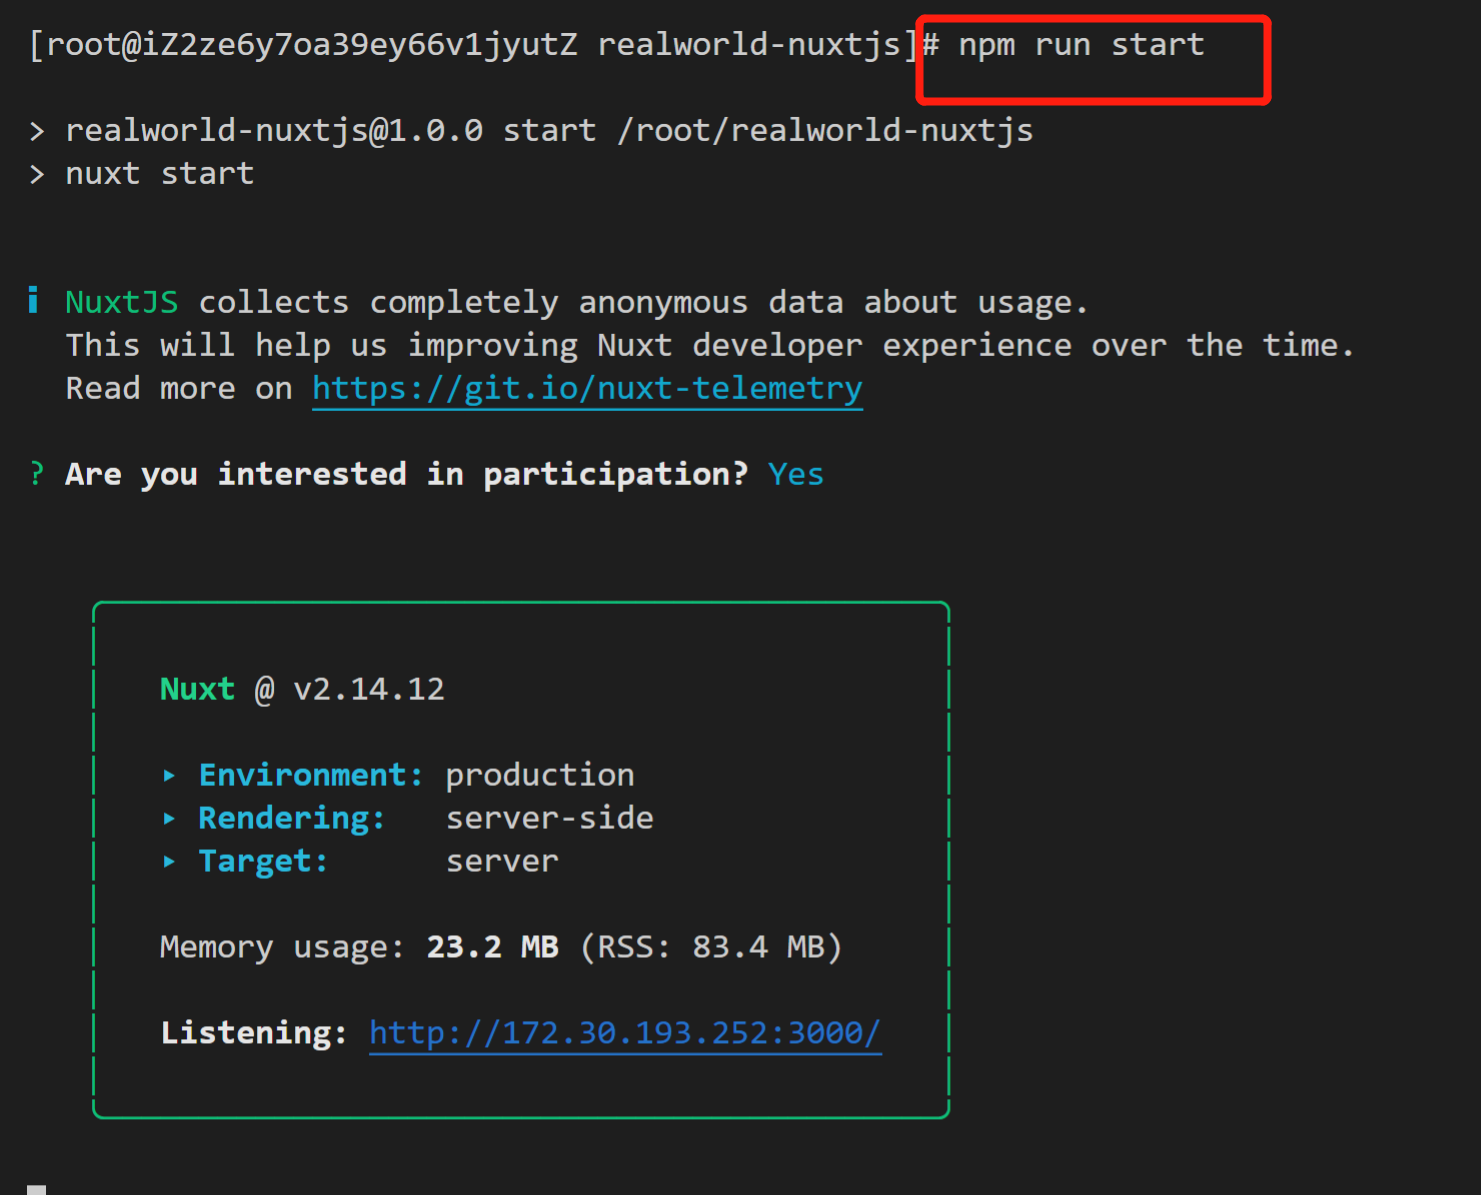 [root@iZ2ze6y7oa39ey66v1jyutZ realworld-nuxtjs]# npm run start
> realworld-nuxtjs@1.0.0 start /root/realworld-nuxtjs
> nuxt start
i NuxtJS collects completely anonymous data about usage.
This will help us improving Nuxt developer experience over the time.
Read more on https://git.io/nuxt-telemetry
? Are you interested in participation? Yes
Nuxt @ v2.14.12
▸ Environment: production
▸ Rendering: server-side
▸ Target: server
Memory usage: 23.2 MB (RSS: 83.4 MB)
Listening: http://172.30.193.252:3000/